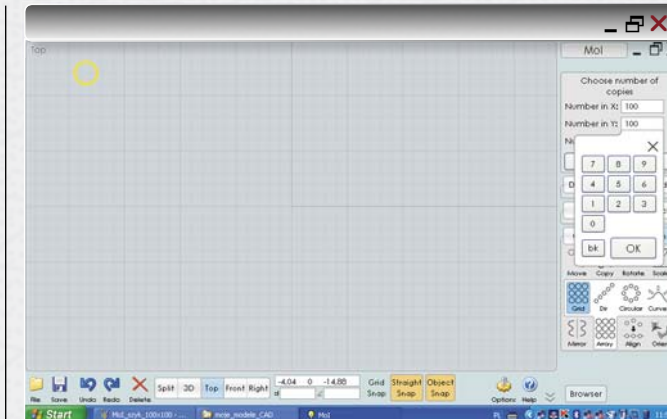 Top
MoI
Choose number of
copies
Number in X: 100
Number in Y: 100
7 8 9
4 5 6
1 2 3
0
bk OK
Move Copy Rotate Scale
Grid Dir Circular Curve
Mirror Array Align Orient
File Save Undo Redo Delete
Split 3D Top Front Right
-4.04 0 -14.88
d
Grid Snap
Straight Snap
Object Snap
Options Help
Browser
Start
moje_modele_CAD
MoI
PL